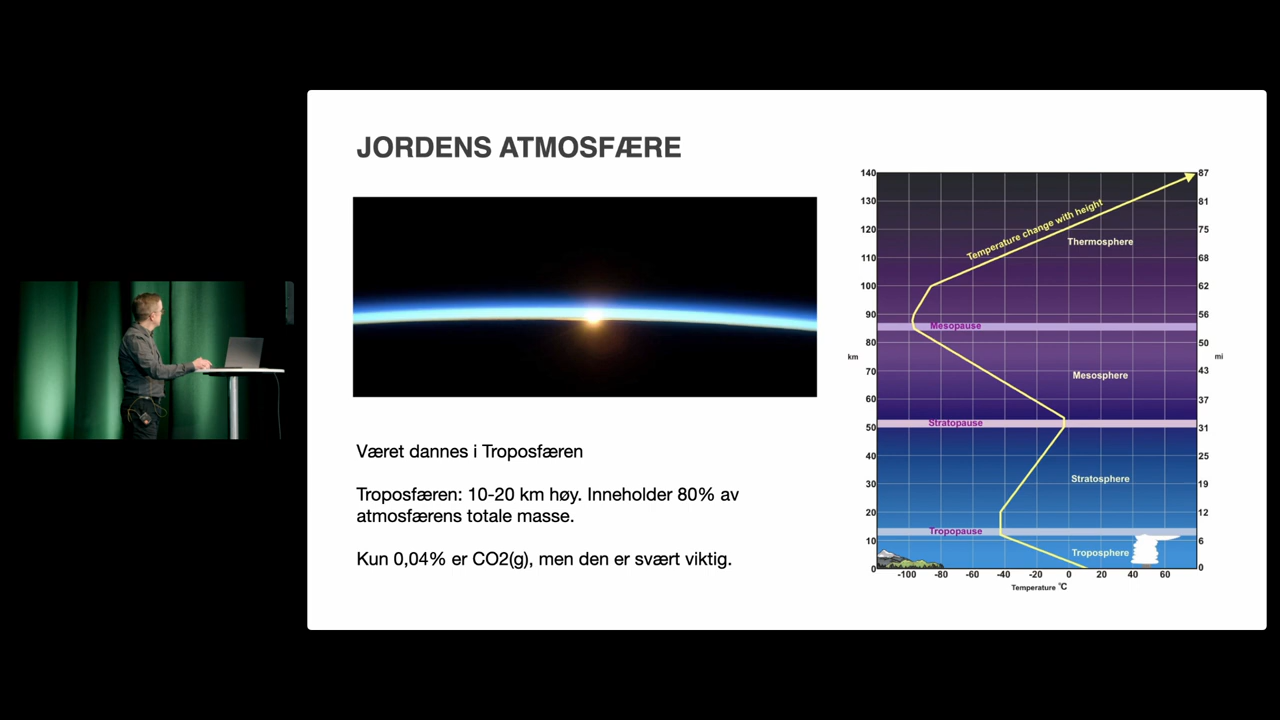 JORDENS ATMOSFÆRE
Været dannes i Troposfæren
Troposfæren: 10-20 km høy. Inneholder 80% av
atmosfærens totale masse.
Kun 0,04% er CO2(g), men den er svært viktig.
140 87
130 81
Temperature change with height
120 75
Thermosphere
110 68
100 62
90 56
Mesopause
80 50
km mi
70 43
Mesosphere
60 37
Stratopause
50 31
40 25
Stratosphere
30 19
20 12
Tropopause
10 6
Troposphere
0 0
-100 -80 -60 -40 -20 0 20 40 60
Temperature °C